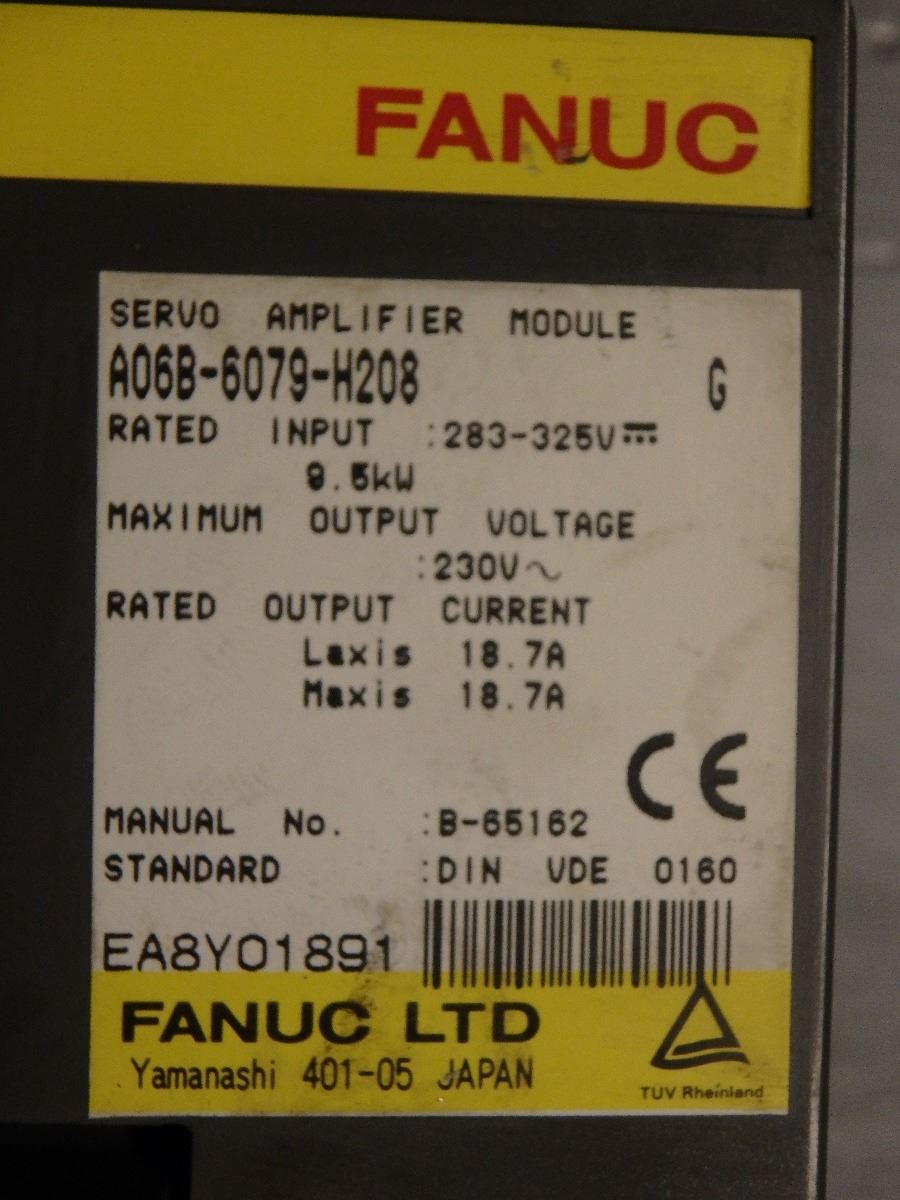 FANUC
SERVO AMPLIFIER MODULE
A06B-6079-H208 G
RATED INPUT :283-325V⎓
9.5kW
MAXIMUM OUTPUT VOLTAGE
:230V~
RATED OUTPUT CURRENT
Laxis 18.7A
Maxis 18.7A
CE
MANUAL No. :B-65162
STANDARD :DIN VDE 0160
EA8Y01891
FANUC LTD
Yamanashi 401-05 JAPAN
TUV Rheinland